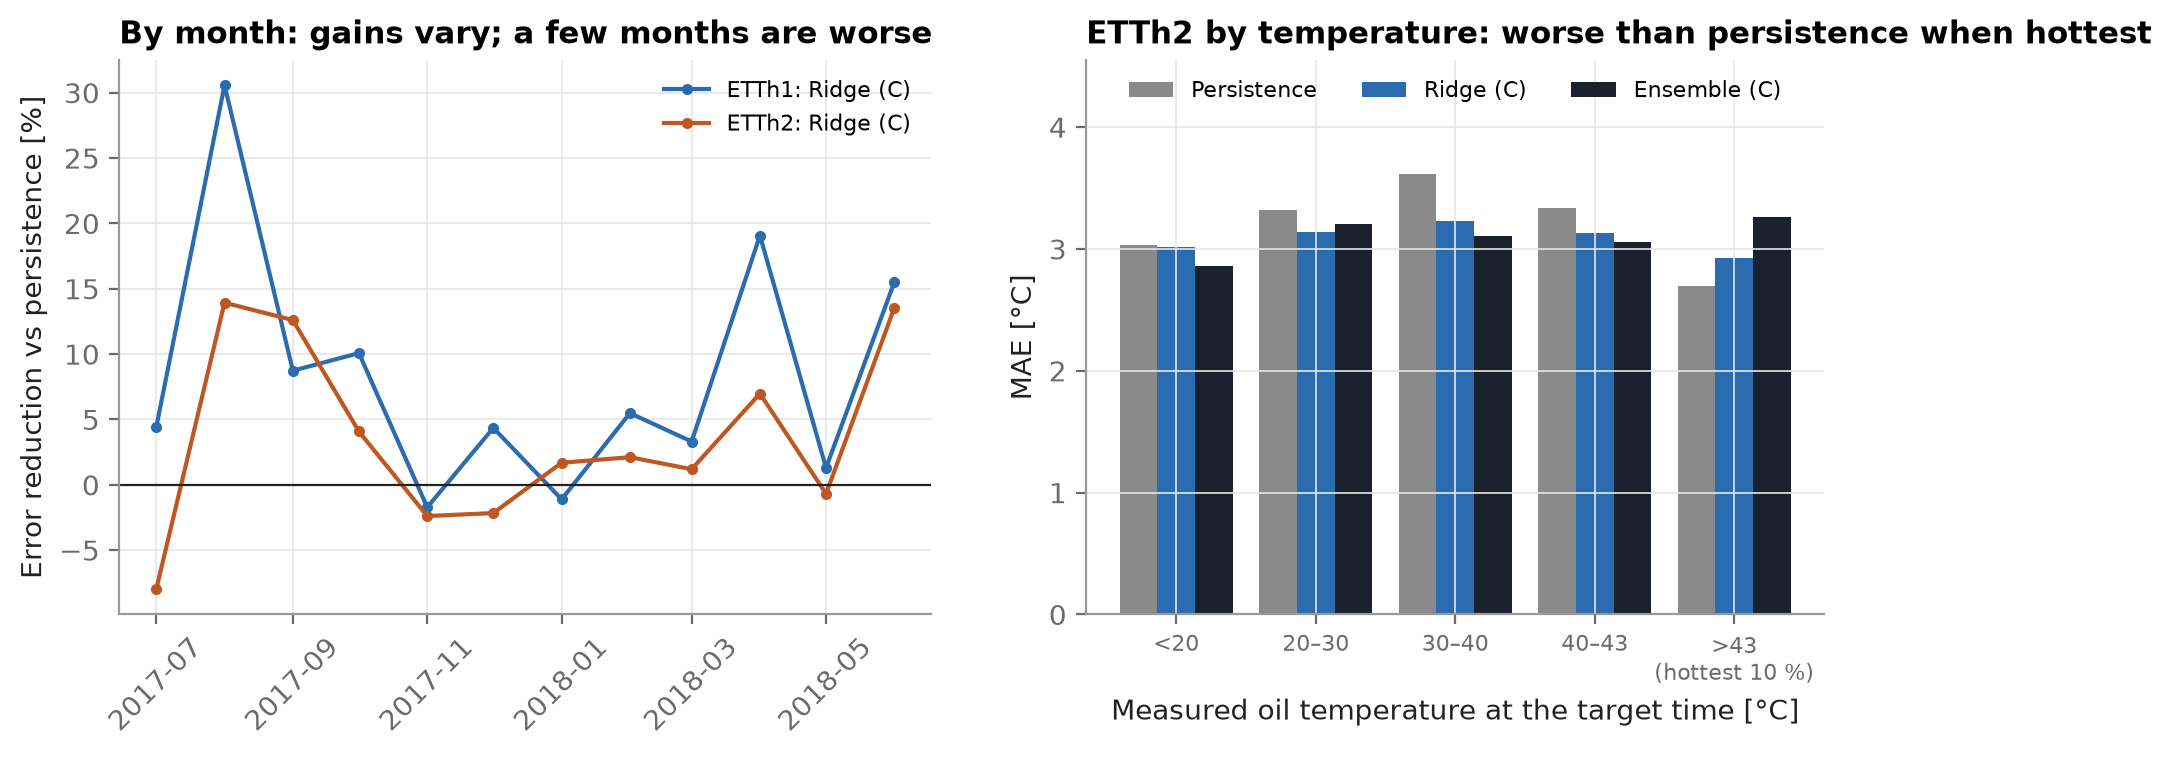 By month: gains vary; a few months are worse
Error reduction vs persistence [%]
30
25
20
15
10
5
0
−5
ETTh1: Ridge (C)
ETTh2: Ridge (C)
2017-07
2017-09
2017-11
2018-01
2018-03
2018-05
ETTh2 by temperature: worse than persistence when hottest
MAE [°C]
4
3
2
1
0
Persistence
Ridge (C)
Ensemble (C)
<20
20–30
30–40
40–43
>43
(hottest 10 %)
Measured oil temperature at the target time [°C]